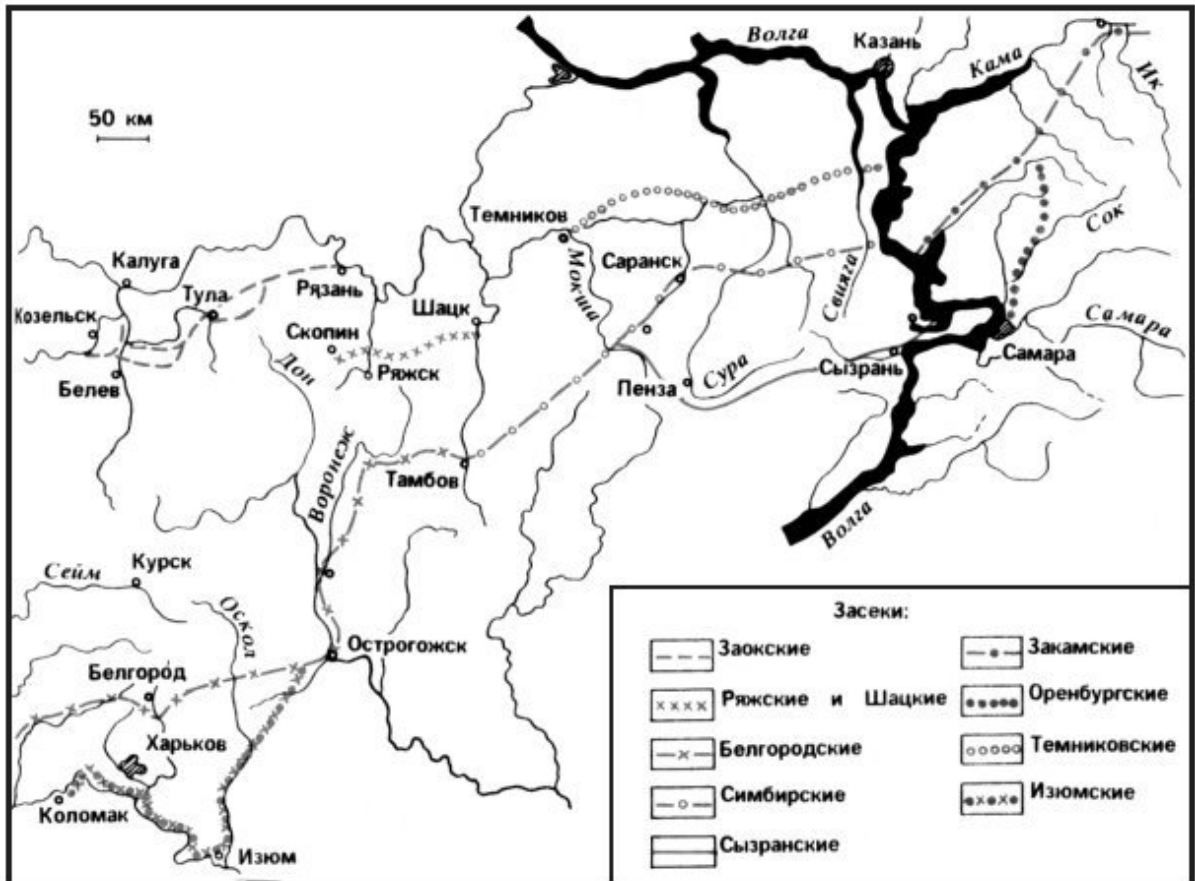 Волга
Казань
Кама
Ик
50 км
Темников
Сок
Калуга
Мокша
Саранск
Свияга
Тула
Рязань
Шацк
Козельск
Скопин
Самара
Дон
Самара
Ряжск
Сызрань
Белев
Пенза
Сура
Воронеж
Тамбов
Волга
Курск
Сейм
Оскол
Острогожск
Белгород
Харьков
Коломак
Изюм
Засеки:
Заокские
Ряжские и Шацкие
Белгородские
Симбирские
Сызранские
Закамские
Оренбургские
Темниковские
Изюмские